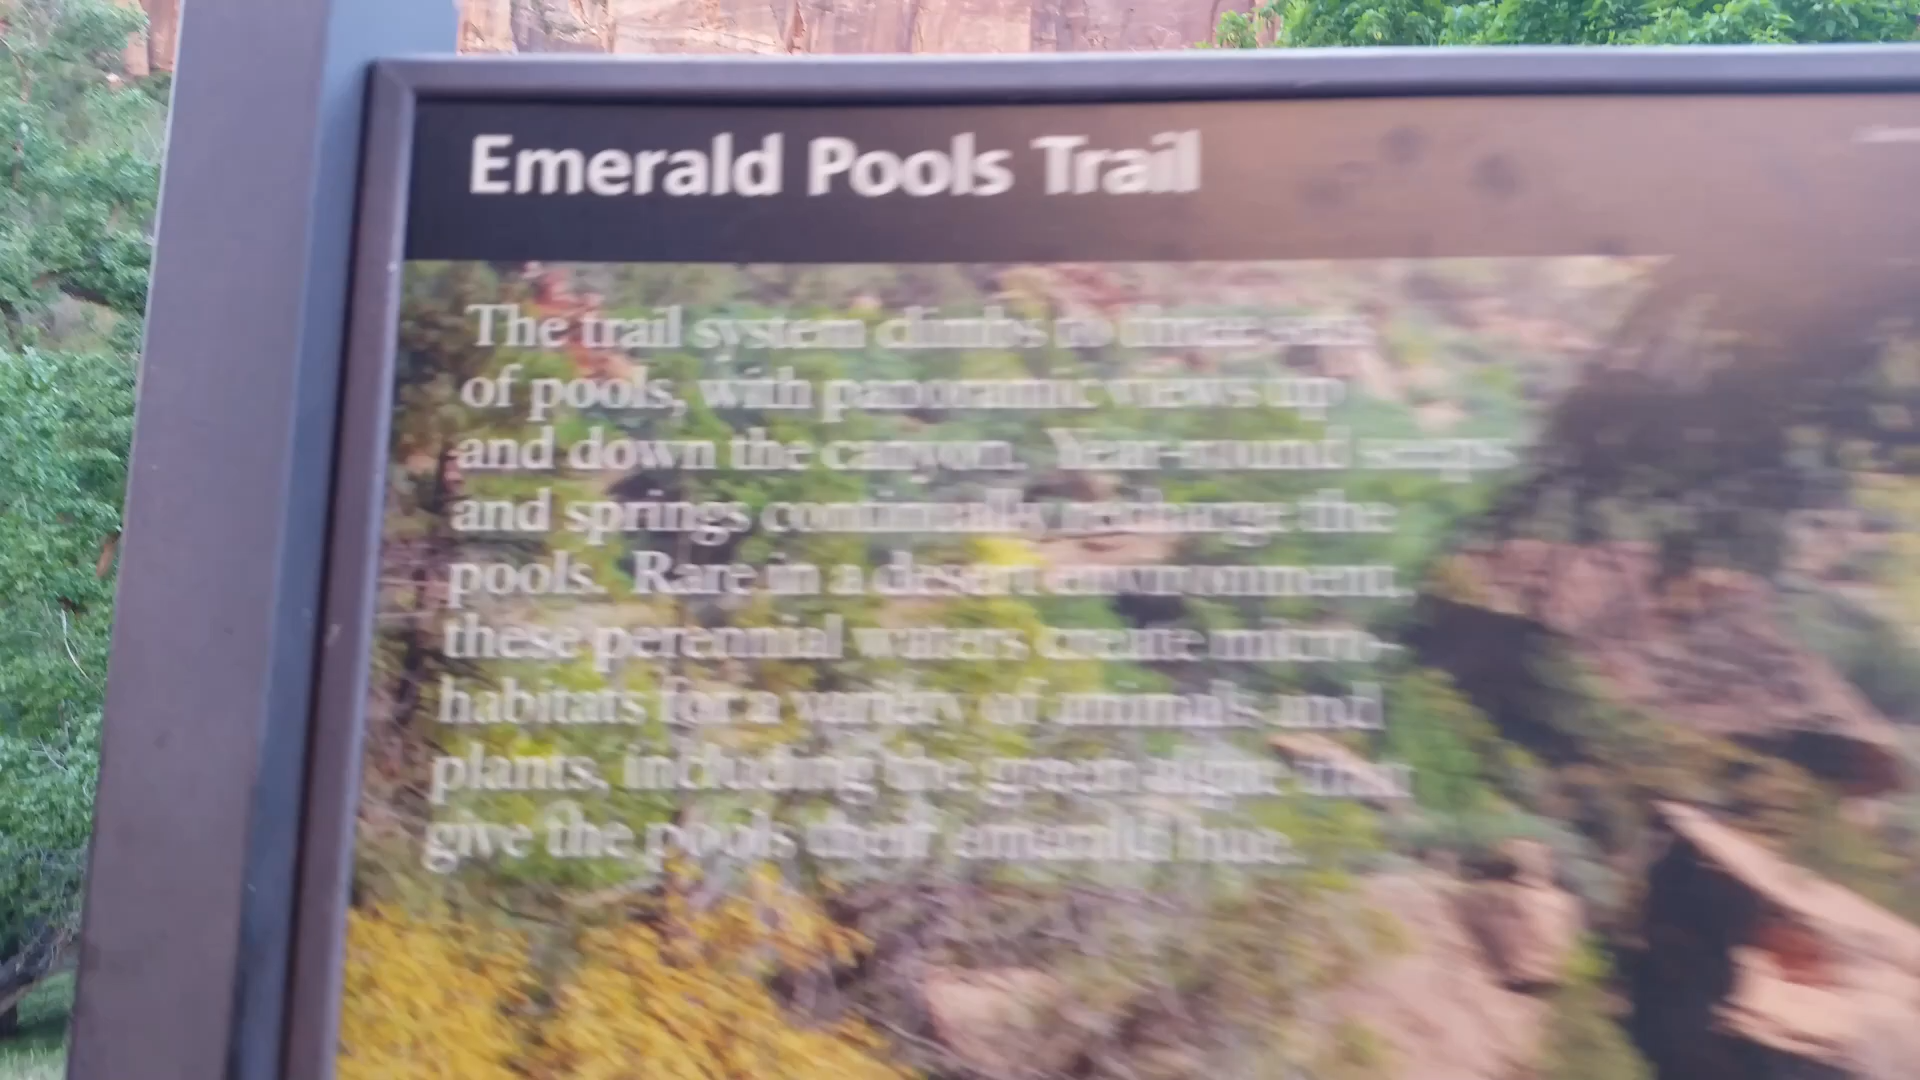 Emerald Pools Trail
The trail system climbs to three sets
of pools, with panoramic views up
and down the canyon. Year-round seeps
and springs continually recharge the
pools. Rare in a desert environment,
these perennial waters create micro-
habitats for a variety of animals and
plants, including the green algae that
give the pools their emerald hue.